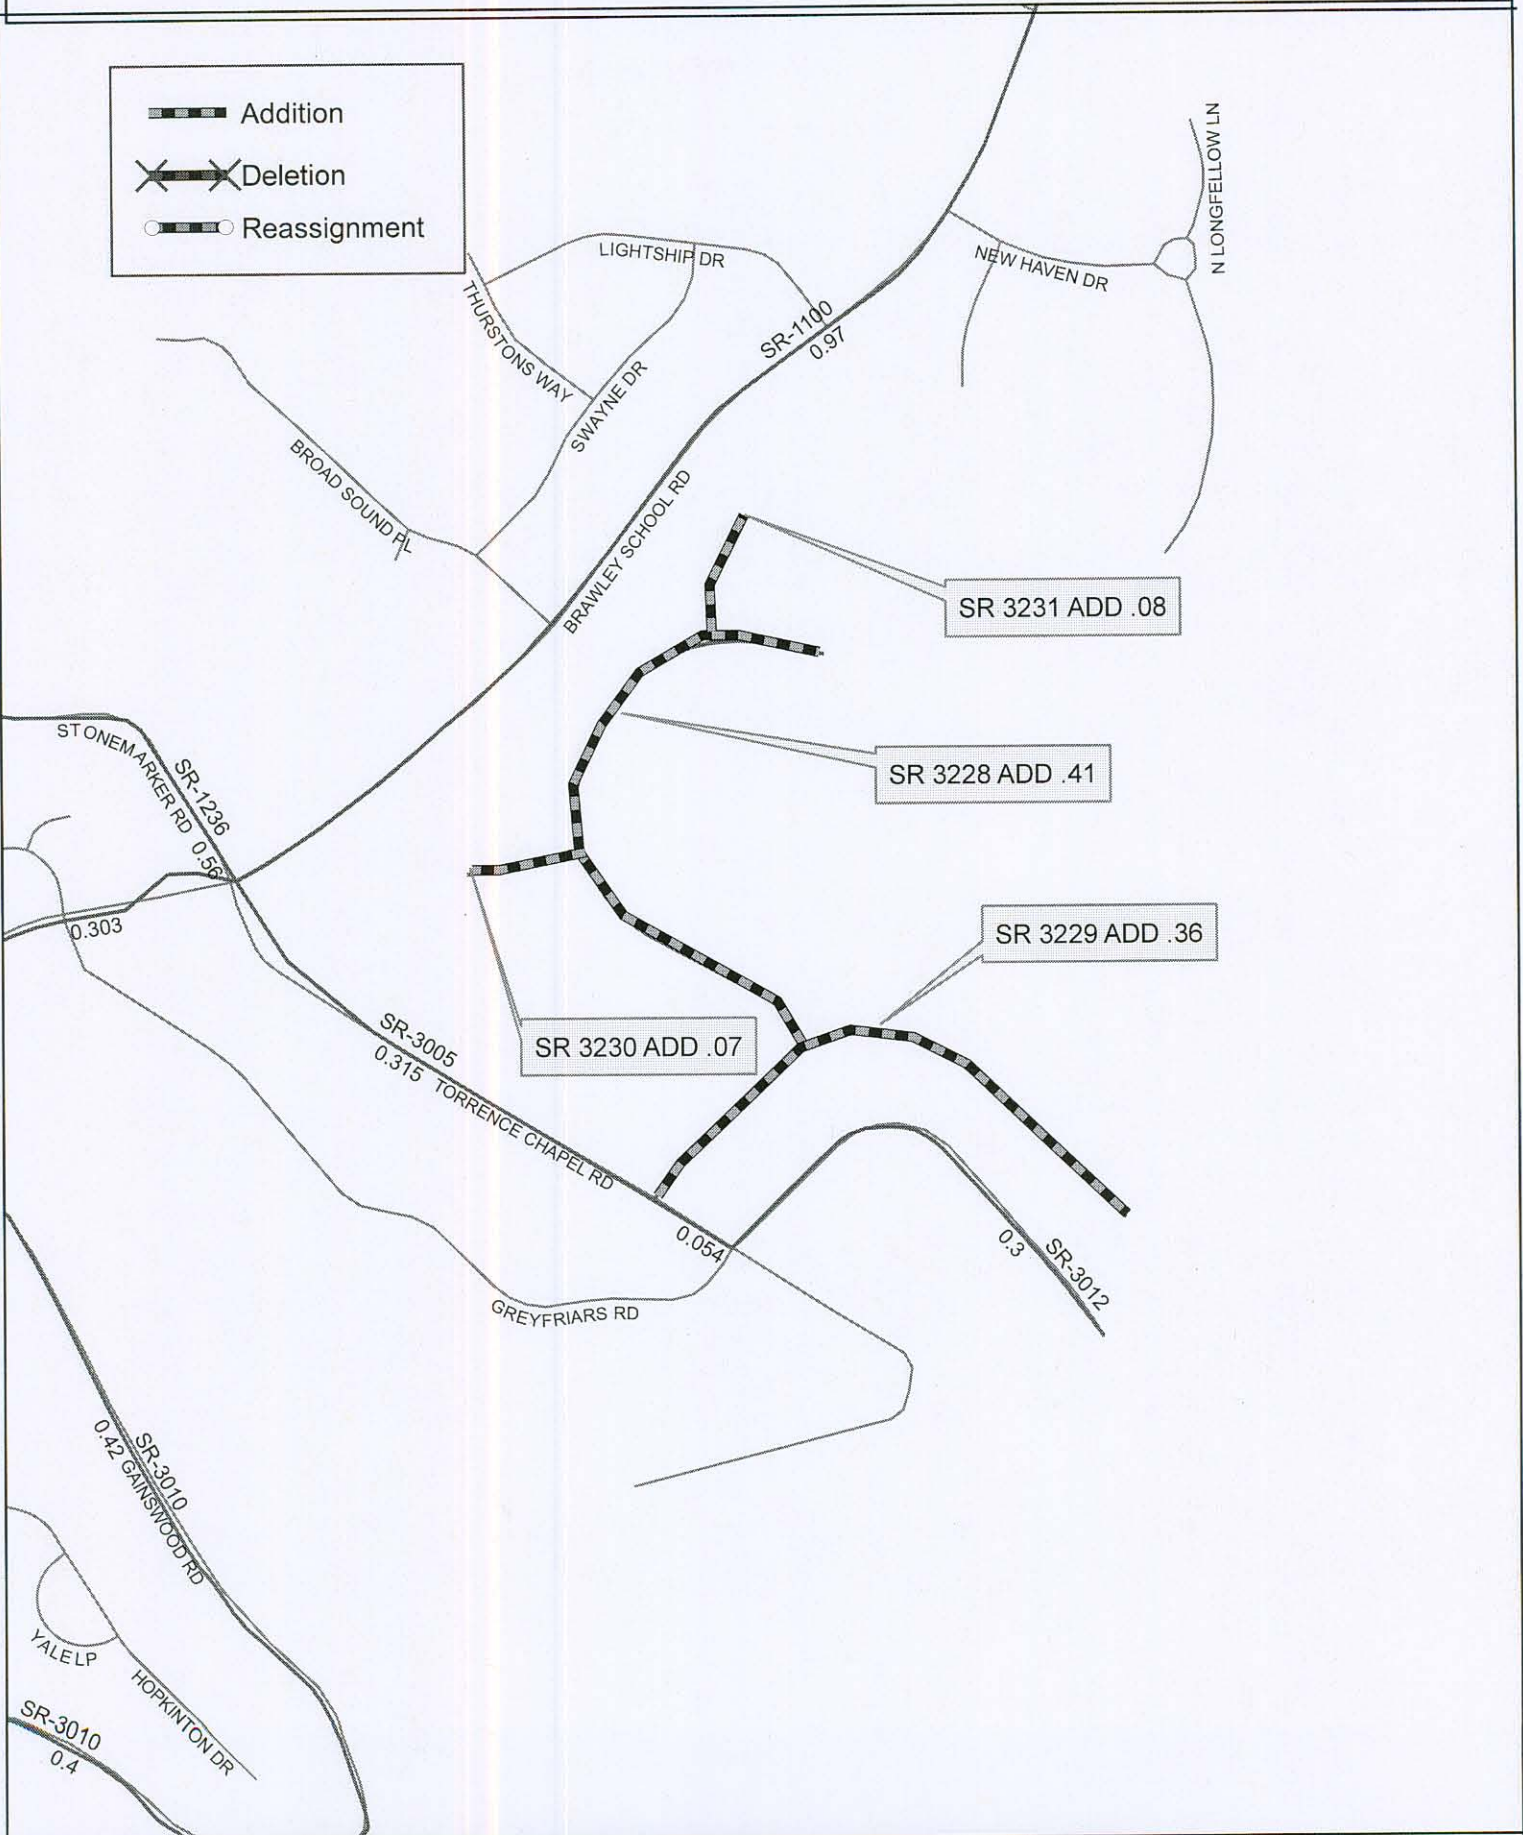 Addition
Deletion
Reassignment
N LONGFELLOW LN
LIGHTSHIP DR
NEW HAVEN DR
THURSTONS WAY
SR-1100
0.97
SWAYNE DR
BROAD SOUND PL
BRAWLEY SCHOOL RD
SR 3231 ADD .08
STONEMARKER RD
SR-1236
0.56
SR 3228 ADD .41
0.303
SR 3229 ADD .36
SR-3005
0.315
TORRENCE CHAPEL RD
SR 3230 ADD .07
0.054
0.3
SR-3012
GREYFRIARS RD
SR-3010
0.42
GAINSWOOD RD
YALE LP
HOPKINTON DR
SR-3010
0.4